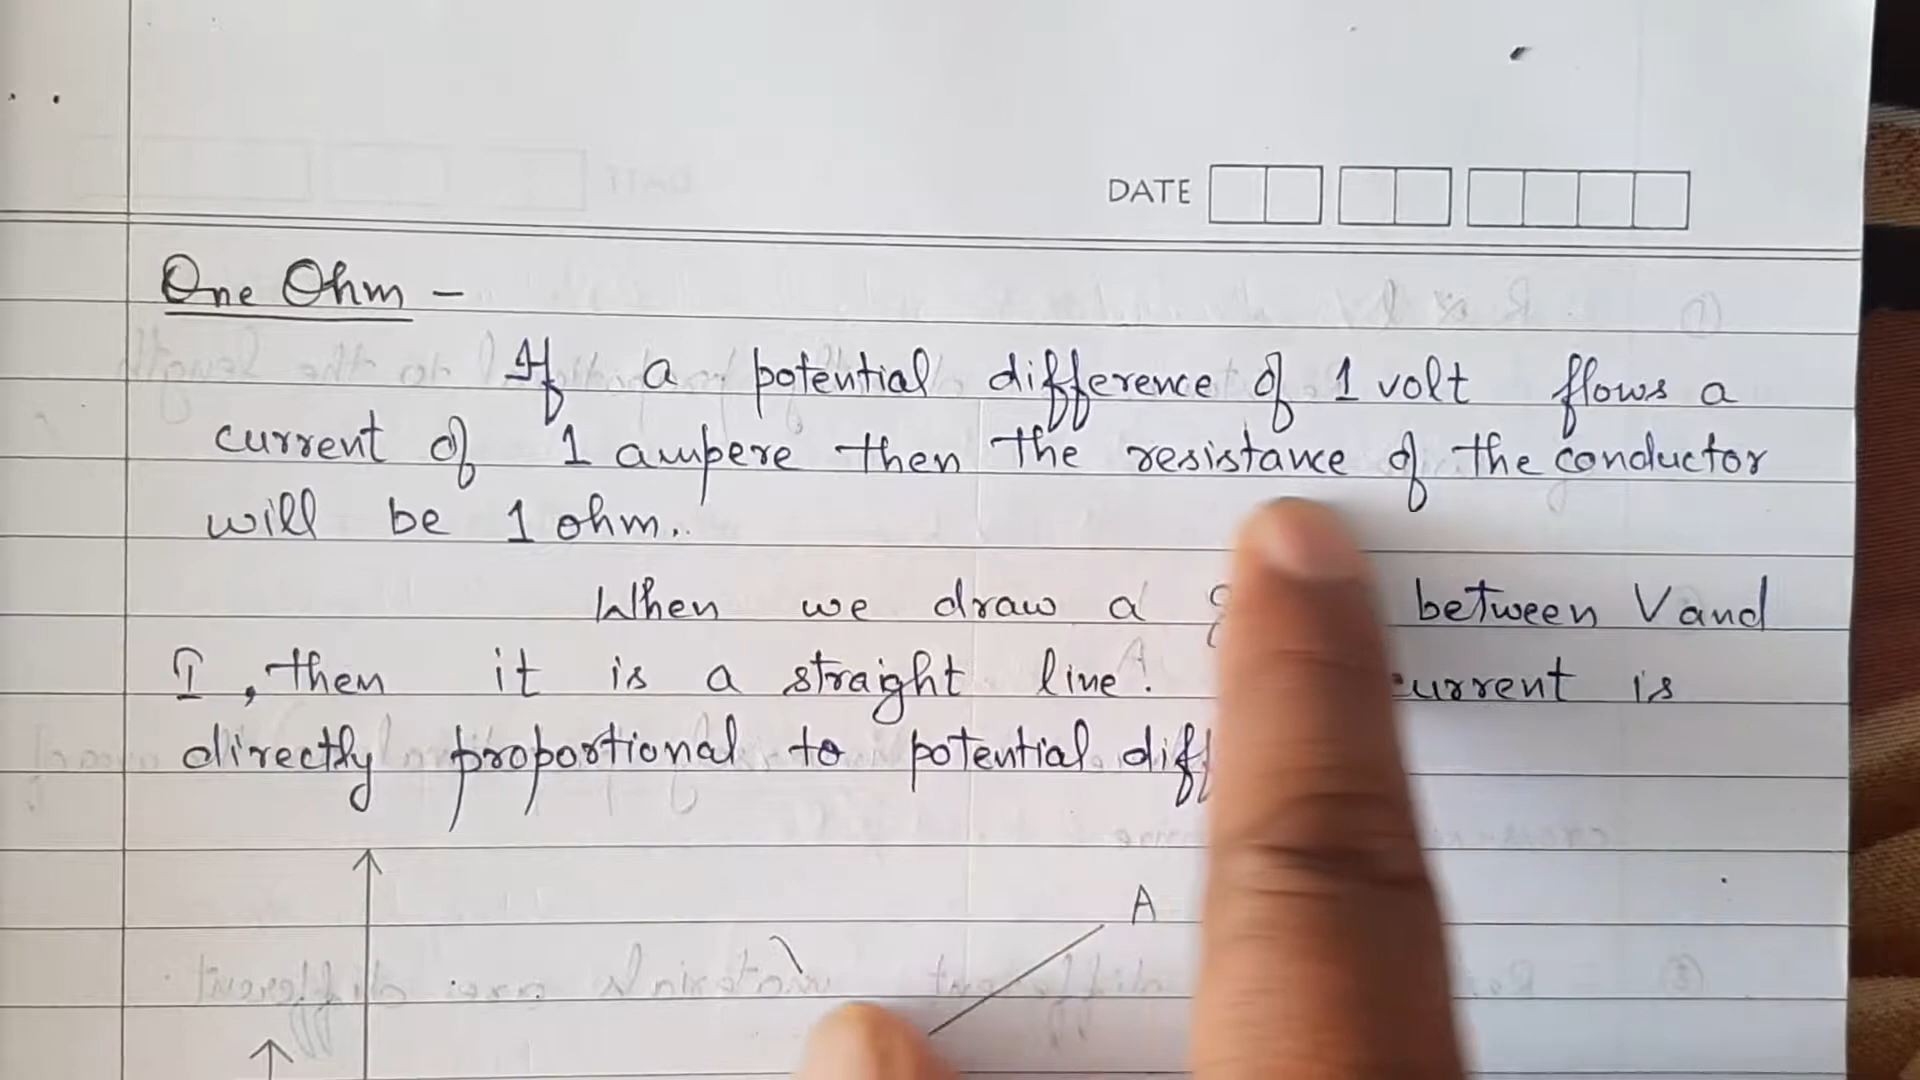 DATE
One Ohm -
If a potential difference of 1 volt flows a
current of 1 ampere then the resistance of the conductor
will be 1 ohm.
When we draw a between V and
I, then it is a straight line. is
directly proportional to potential
A